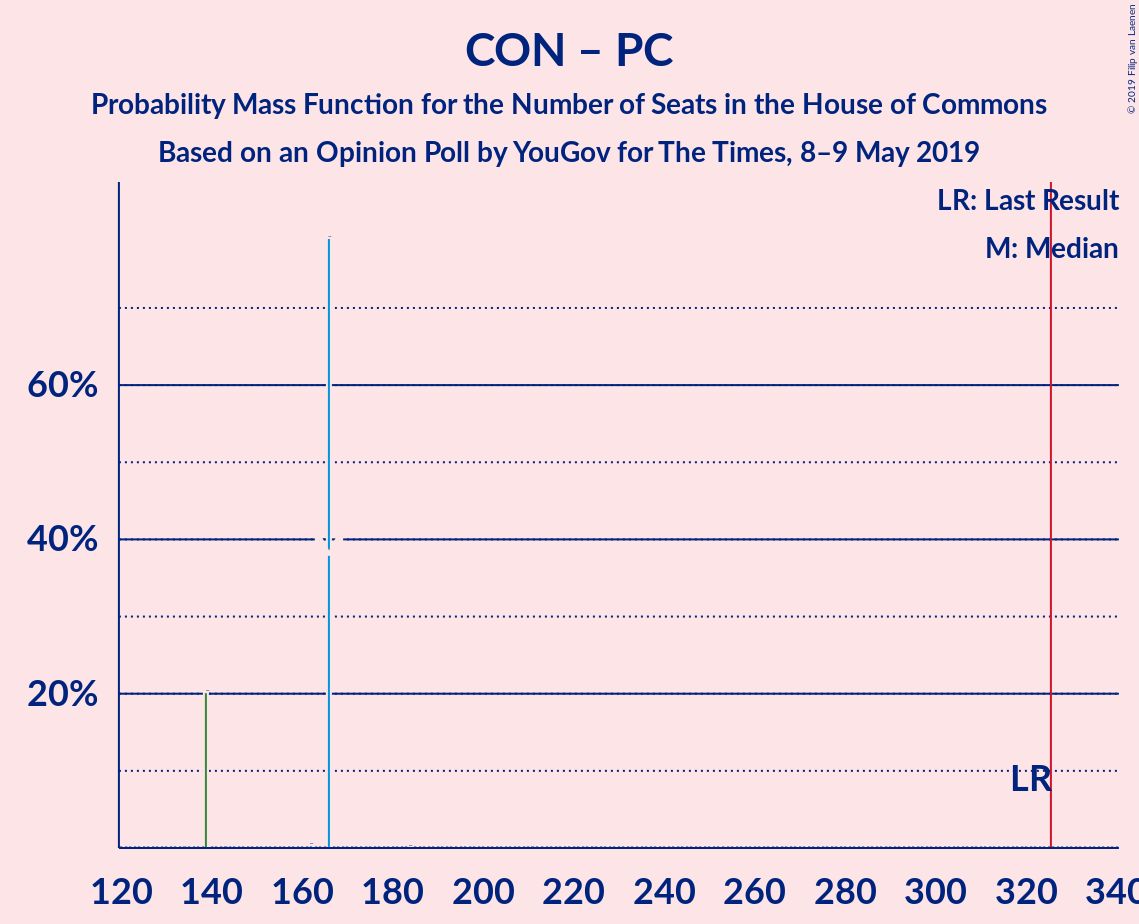 CON – PC
Probability Mass Function for the Number of Seats in the House of Commons
Based on an Opinion Poll by YouGov for The Times, 8–9 May 2019
© 2019 Filip van Laenen
LR: Last Result
M: Median
60%
40%
20%
LR
120 140 160 180 200 220 240 260 280 300 320 340